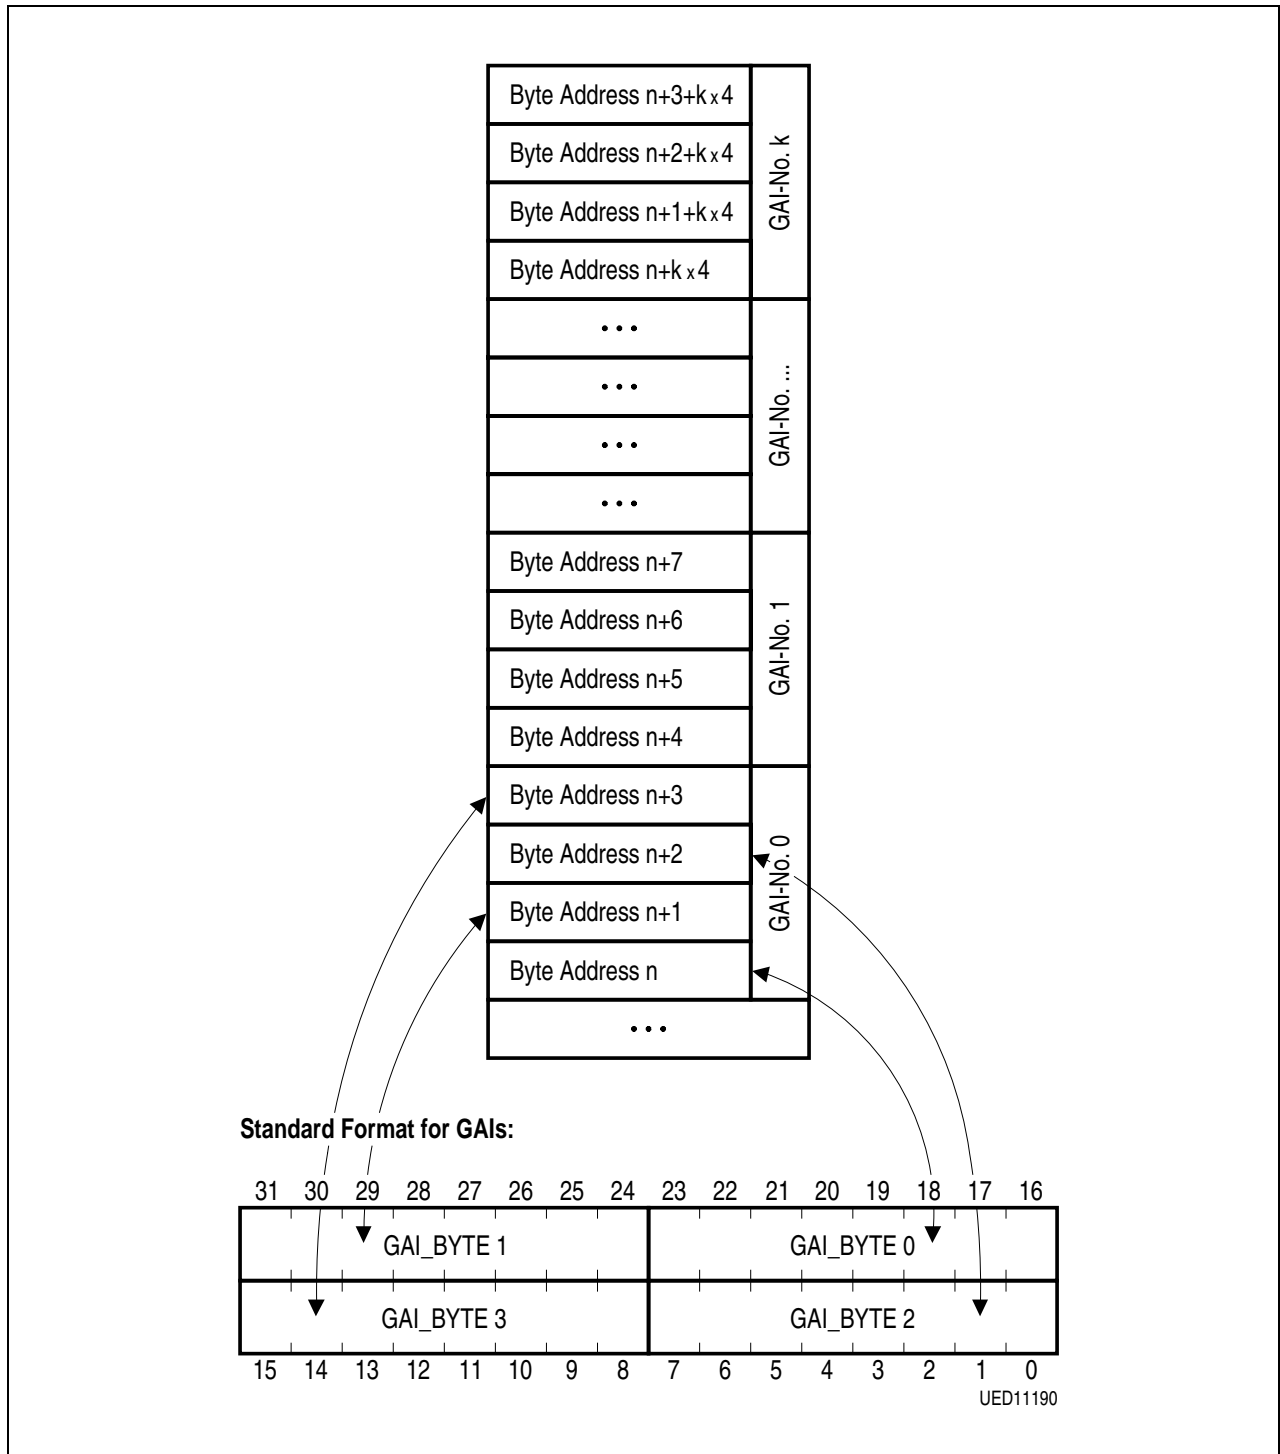 Byte Address n+3+k x 4
Byte Address n+2+k x 4
Byte Address n+1+k x 4
Byte Address n+k x 4
GAI-No. k
...
...
...
...
GAI-No. ...
Byte Address n+7
Byte Address n+6
Byte Address n+5
Byte Address n+4
GAI-No. 1
Byte Address n+3
Byte Address n+2
Byte Address n+1
Byte Address n
GAI-No. 0
...
Standard Format for GAIs:
31 30 29 28 27 26 25 24 23 22 21 20 19 18 17 16
GAI_BYTE 1 GAI_BYTE 0
GAI_BYTE 3 GAI_BYTE 2
15 14 13 12 11 10 9 8 7 6 5 4 3 2 1 0
UED11190